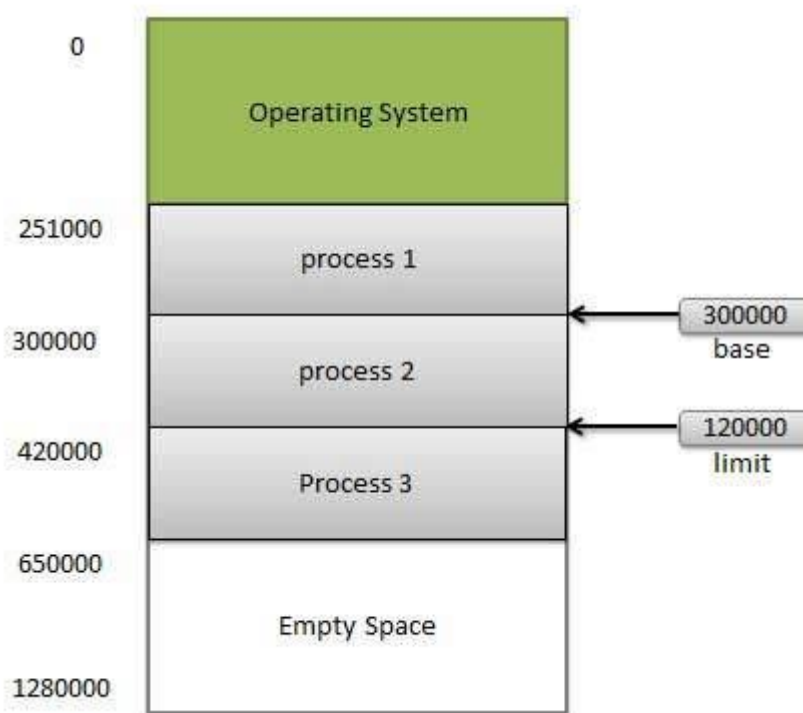 0
Operating System
251000
process 1
300000
base
300000
process 2
120000
limit
420000
Process 3
650000
Empty Space
1280000